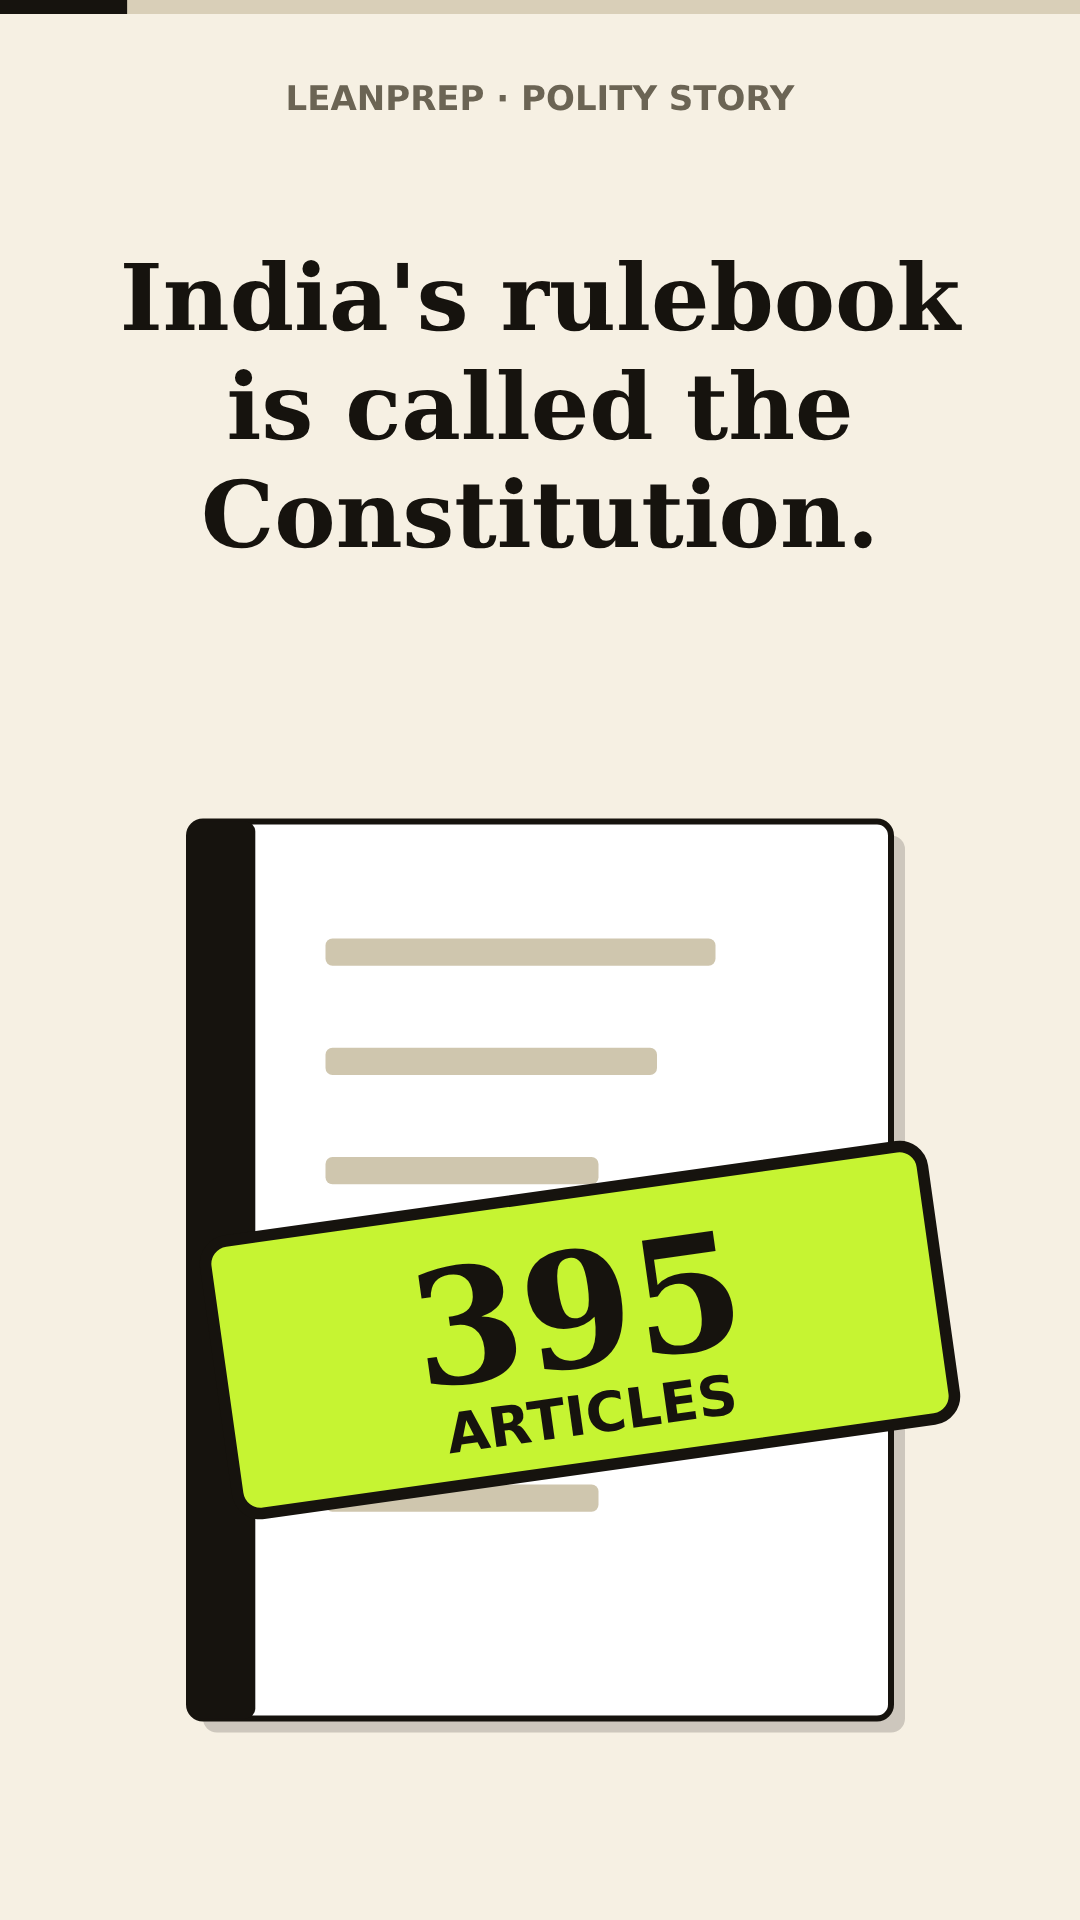 LEANPREP · POLITY STORY
India's rulebook
is called the
Constitution.
395
ARTICLES